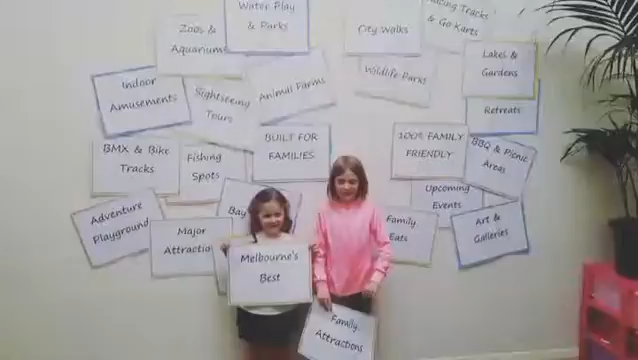 Water Play
& Parks
Zoos &
Aquariums
City Walks
Racing Tracks
& Go Karts
Lakes &
Gardens
Indoor
Amusements
Sightseeing
Tours
Animal Farms
Wildlife Parks
Retreats
BMX & Bike
Tracks
Fishing
Spots
BUILT FOR
FAMILIES
100% FAMILY
FRIENDLY
BBQ & Picnic
Areas
Adventure
Playground
Major
Attractio
Bay
Upcoming
Events
Family
Eats
Art &
Galleries
Melbourne's
Best
Family
Attractions